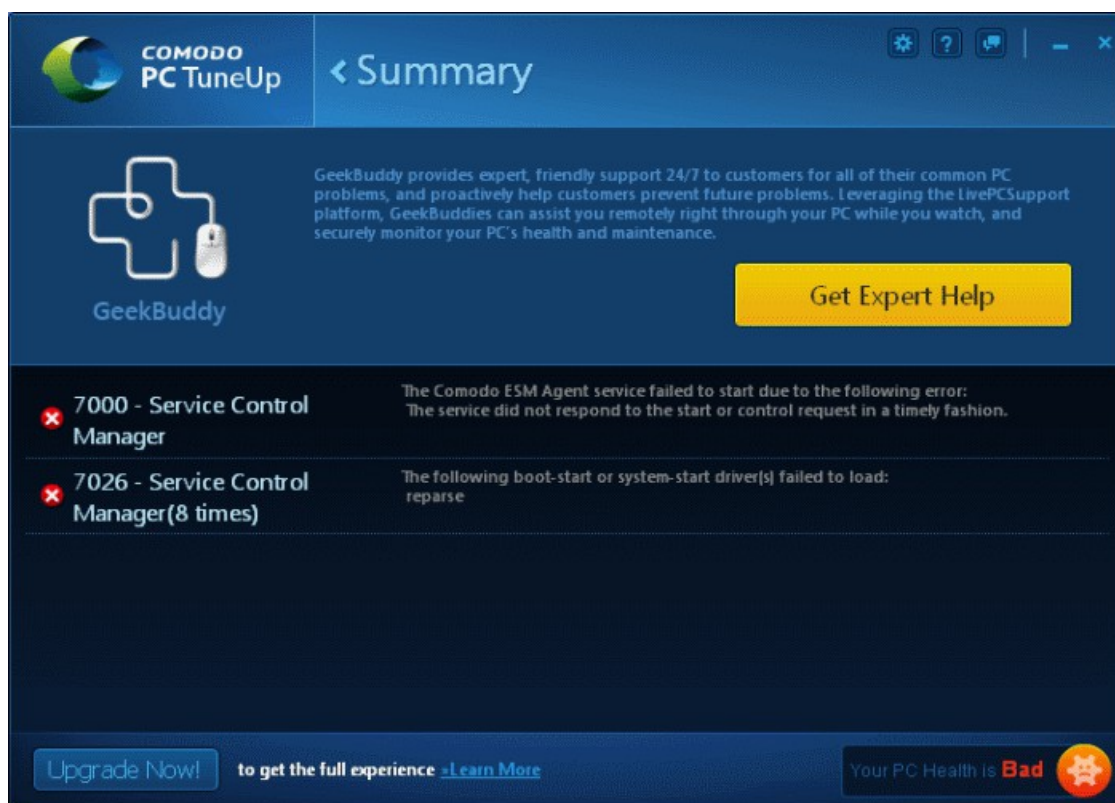 COMODO
PC TuneUp
< Summary
?
GeekBuddy provides expert, friendly support 24/7 to customers for all of their common PC
problems, and proactively help customers prevent future problems. Leveraging the LivePCSupport
platform, GeekBuddies can assist you remotely right through your PC while you watch, and
securely monitor your PC's health and maintenance.
GeekBuddy
Get Expert Help
7000 - Service Control
Manager
The Comodo ESM Agent service failed to start due to the following error:
The service did not respond to the start or control request in a timely fashion.
7026 - Service Control
Manager(8 times)
The following boot-start or system-start driver(s) failed to load:
reparse
Upgrade Now!
to get the full experience »Learn More
Your PC Health is Bad